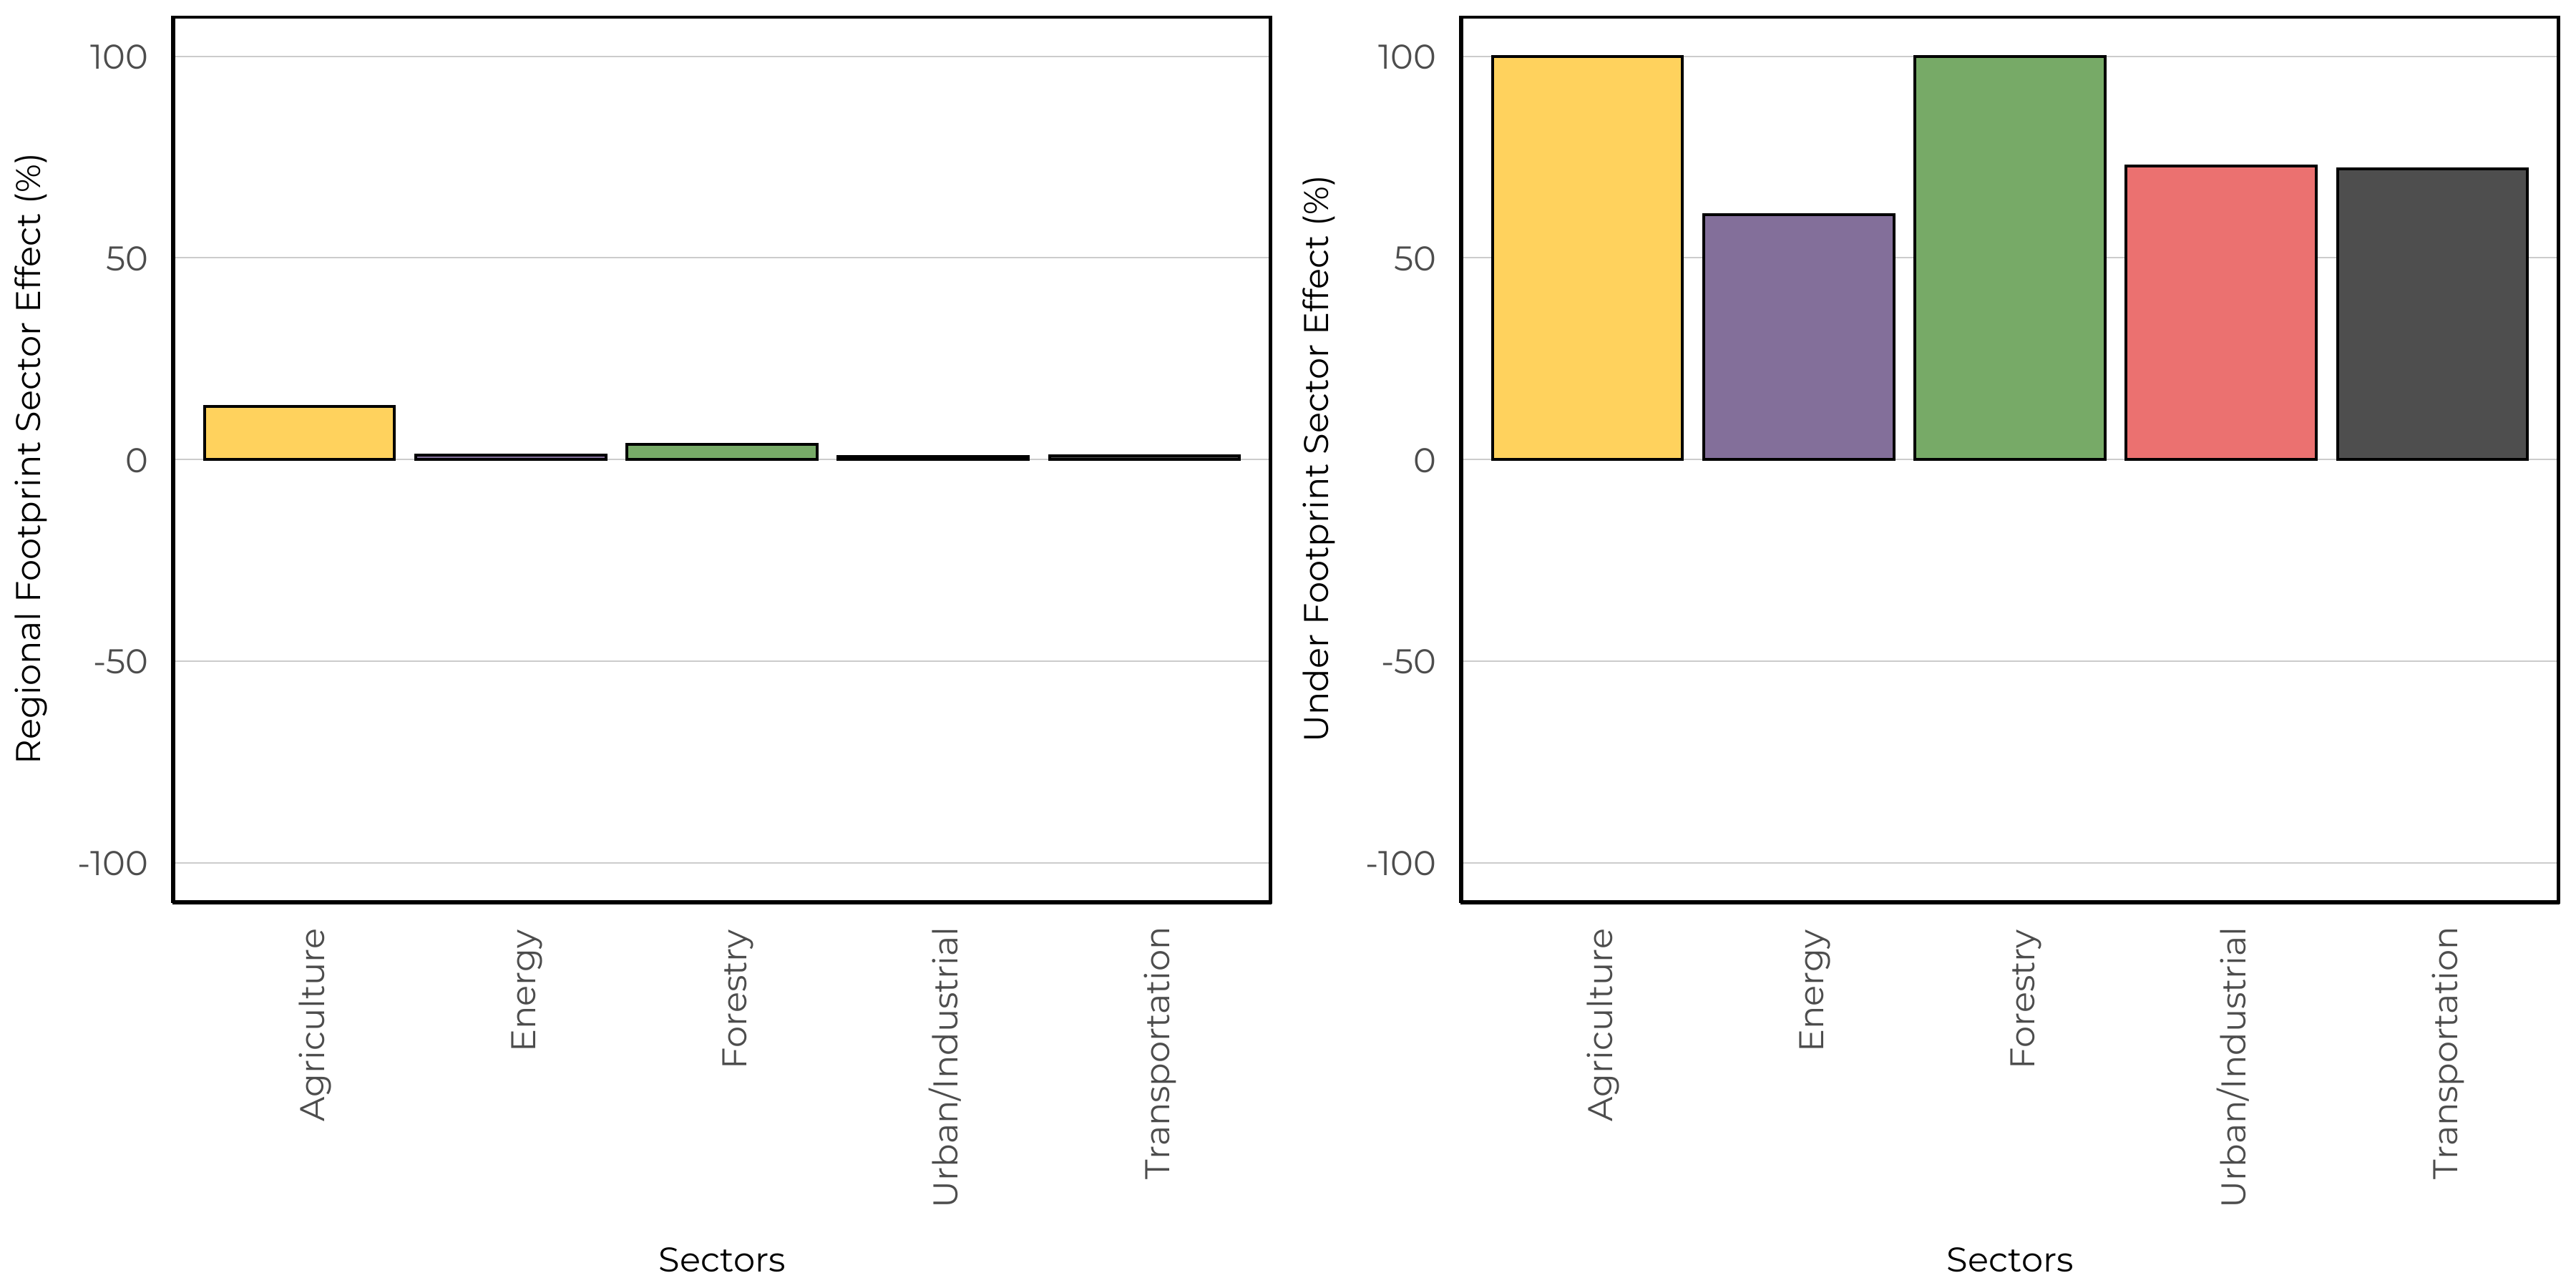 Regional Footprint Sector Effect (%)
100
50
0
-50
-100
Agriculture
Energy
Forestry
Urban/Industrial
Transportation
Sectors
Under Footprint Sector Effect (%)
100
50
0
-50
-100
Agriculture
Energy
Forestry
Urban/Industrial
Transportation
Sectors